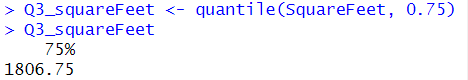 > Q3_squareFeet <- quantile(SquareFeet, 0.75)
> Q3_squareFeet
75%
1806.75